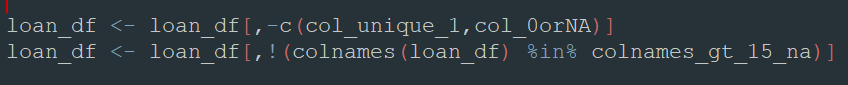 loan_df <- loan_df[,-c(col_unique_1,col_0orNA)]
loan_df <- loan_df[,!(colnames(loan_df) %in% colnames_gt_15_na)]